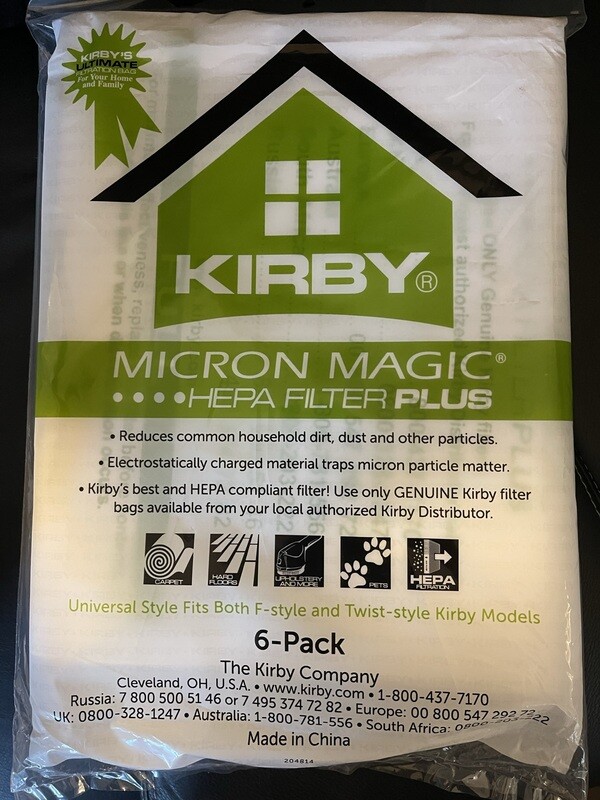 KIRBY'S
ULTIMATE
FILTRATION BAG
For Your Home
and Family
KIRBY®
MICRON MAGIC®
••••HEPA FILTER PLUS
• Reduces common household dirt, dust and other particles.
• Electrostatically charged material traps micron particle matter.
• Kirby's best and HEPA compliant filter! Use only GENUINE Kirby filter
bags available from your local authorized Kirby Distributor.
CARPET
HARD
FLOORS
UPHOLSTERY
AND MORE
PETS
HEPA
FILTRATION
Universal Style Fits Both F-style and Twist-style Kirby Models
6-Pack
The Kirby Company
Cleveland, OH, U.S.A. • www.kirby.com • 1-800-437-7170
Russia: 7 800 500 51 46 or 7 495 374 72 82 • Europe: 00 800 547 292 72
UK: 0800-328-1247 • Australia: 1-800-781-556 • South Africa:
Made in China
204814